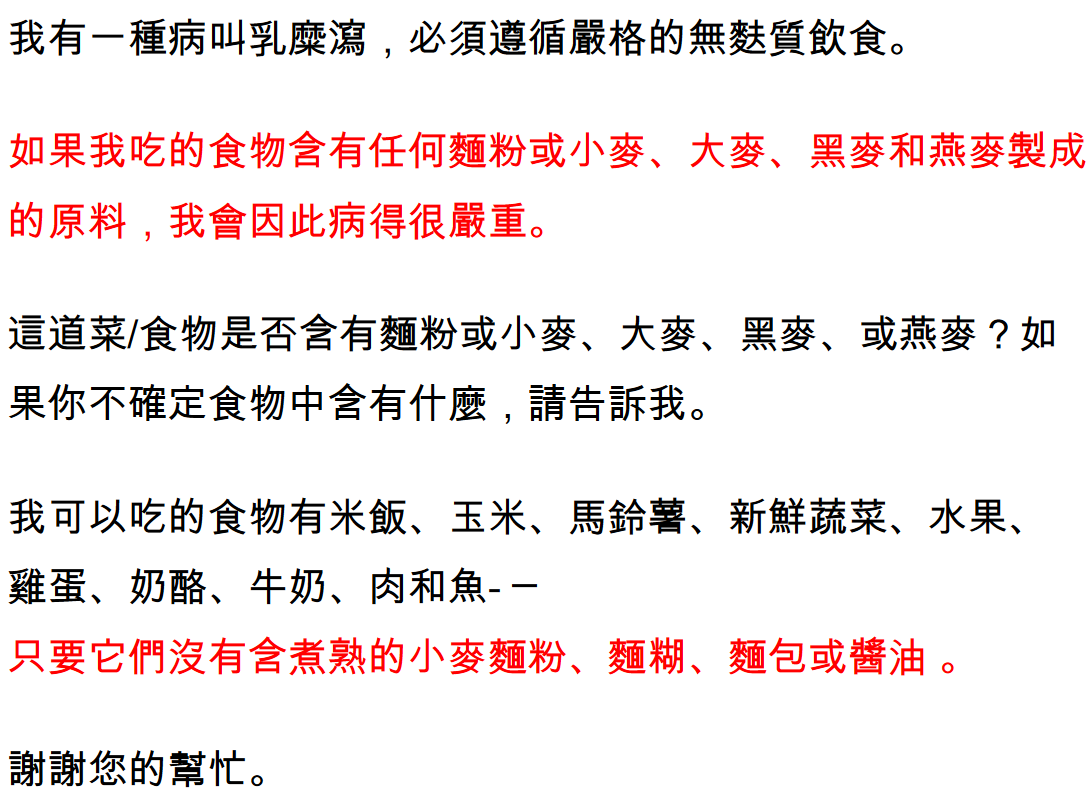 我有一種病叫乳糜瀉，必須遵循嚴格的無麩質飲食。
如果我吃的食物含有任何麵粉或小麥、大麥、黑麥和燕麥製成
的原料，我會因此病得很嚴重。
這道菜/食物是否含有麵粉或小麥、大麥、黑麥、或燕麥？如
果你不確定食物中含有什麼，請告訴我。
我可以吃的食物有米飯、玉米、馬鈴薯、新鮮蔬菜、水果、
雞蛋、奶酪、牛奶、肉和魚-－
只要它們沒有含煮熟的小麥麵粉、麵糊、麵包或醬油 。
謝謝您的幫忙。